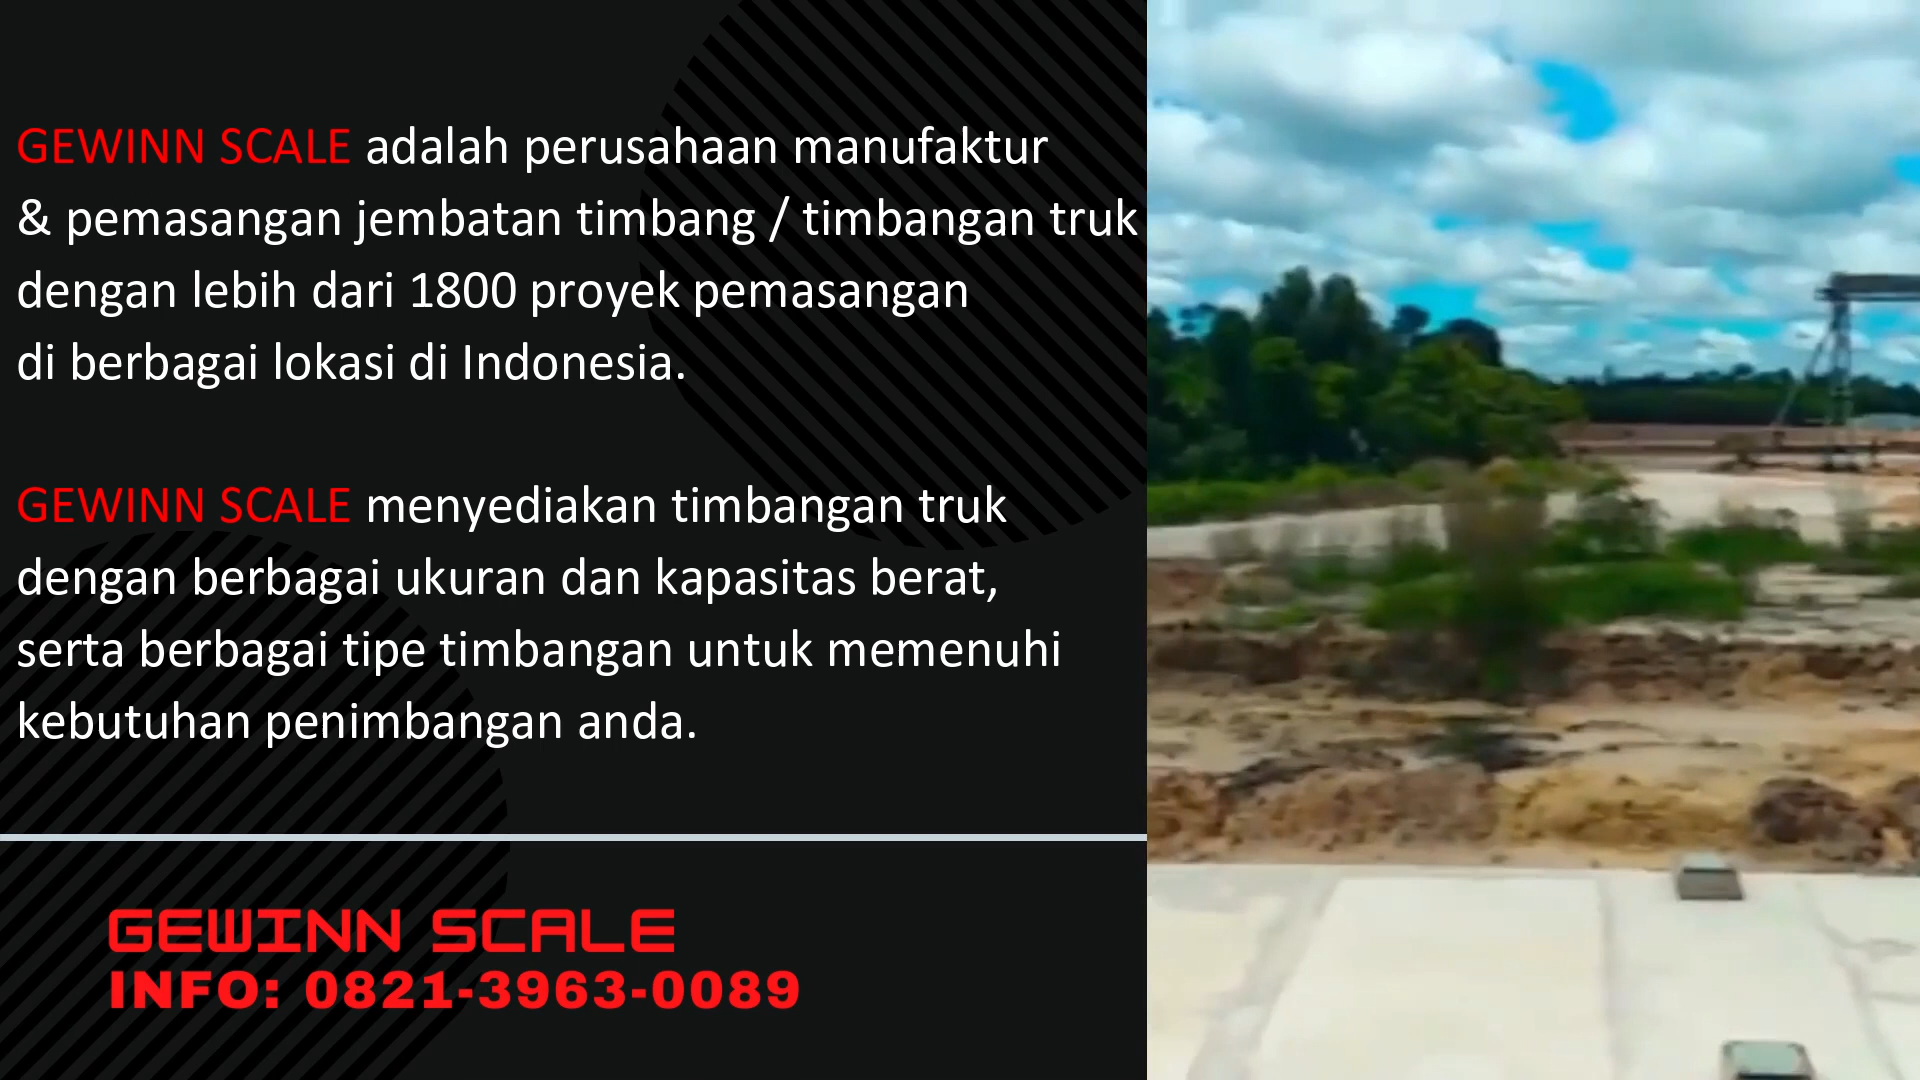 GEWINN SCALE adalah perusahaan manufaktur
& pemasangan jembatan timbang / timbangan truk
dengan lebih dari 1800 proyek pemasangan
di berbagai lokasi di Indonesia.
GEWINN SCALE menyediakan timbangan truk
dengan berbagai ukuran dan kapasitas berat,
serta berbagai tipe timbangan untuk memenuhi
kebutuhan penimbangan anda.
GEWINN SCALE
INFO: 0821-3963-0089